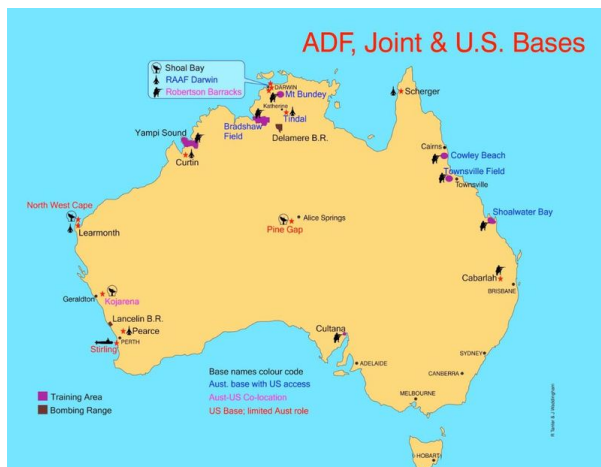 ADF, Joint & U.S. Bases
Shoal Bay
RAAF Darwin
Robertson Barracks
DARWIN
Mt Bundey
Katherine
Tindal
Bradshaw
Field
Delamere B.R.
Yampi Sound
Curtin
Scherger
Cairns
Cowley Beach
Townsville Field
Townsville
Shoalwater Bay
North West Cape
Learmonth
Alice Springs
Pine Gap
Cabarlah
BRISBANE
Geraldton
Kojarena
Lancelin B.R.
Pearce
PERTH
Stirling
Cultana
ADELAIDE
SYDNEY
CANBERRA
MELBOURNE
HOBART
Base names colour code
Aust. base with US access
Aust-US Co-location
US Base; limited Aust role
Training Area
Bombing Range
© Tanter & J Waddingham